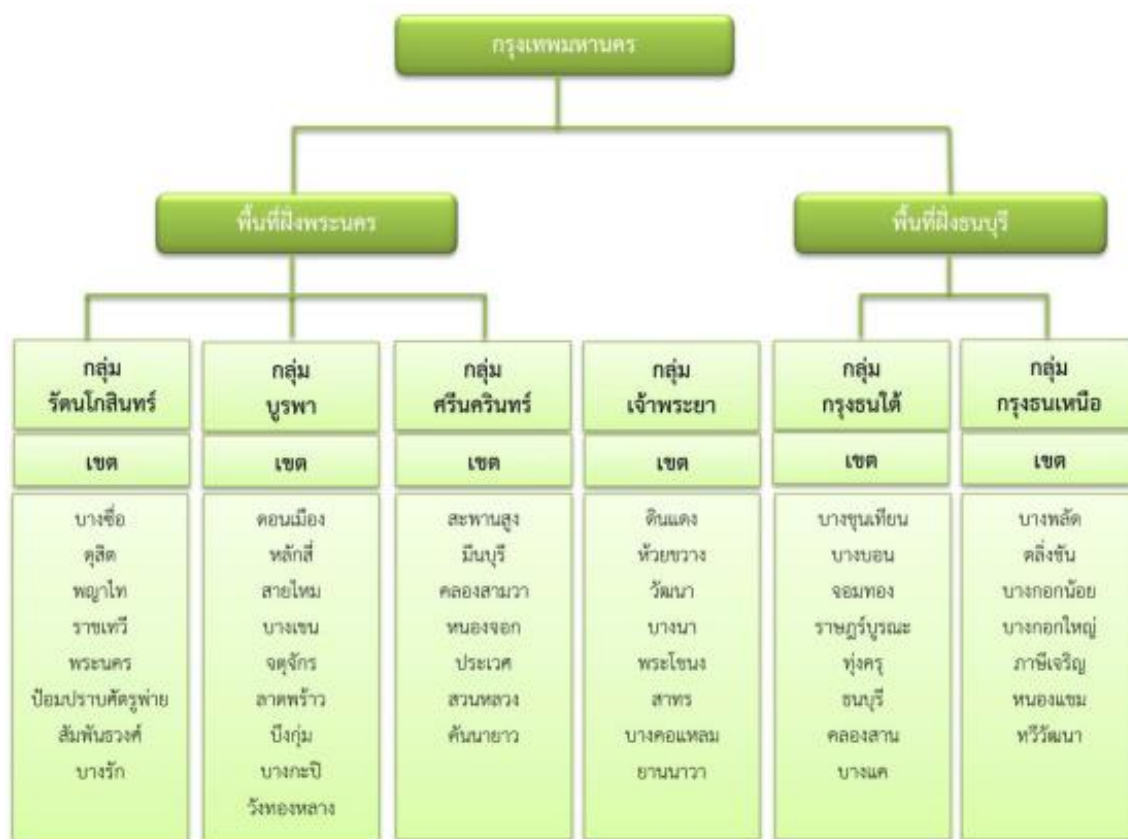 กรุงเทพมหานคร
พื้นที่ฝั่งพระนคร
พื้นที่ฝั่งธนบุรี
กลุ่ม
รัตนโกสินทร์
เขต
บางซื่อ
ดุสิต
พญาไท
ราชเทวี
พระนคร
ป้อมปราบศัตรูพ่าย
สัมพันธวงศ์
บางรัก
กลุ่ม
บูรพา
เขต
ดอนเมือง
หลักสี่
สายไหม
บางเขน
จตุจักร
ลาดพร้าว
บึงกุ่ม
บางกะปิ
วังทองหลาง
กลุ่ม
ศรีนครินทร์
เขต
สะพานสูง
มีนบุรี
คลองสามวา
หนองจอก
ประเวศ
สวนหลวง
คันนายาว
กลุ่ม
เจ้าพระยา
เขต
ดินแดง
ห้วยขวาง
วัฒนา
บางนา
พระโขนง
สาทร
บางคอแหลม
ยานนาวา
กลุ่ม
กรุงธนใต้
เขต
บางขุนเทียน
บางบอน
จอมทอง
ราษฎร์บูรณะ
ทุ่งครุ
ธนบุรี
คลองสาน
บางแค
กลุ่ม
กรุงธนเหนือ
เขต
บางพลัด
ตลิ่งชัน
บางกอกน้อย
บางกอกใหญ่
ภาษีเจริญ
หนองแขม
ทวีวัฒนา